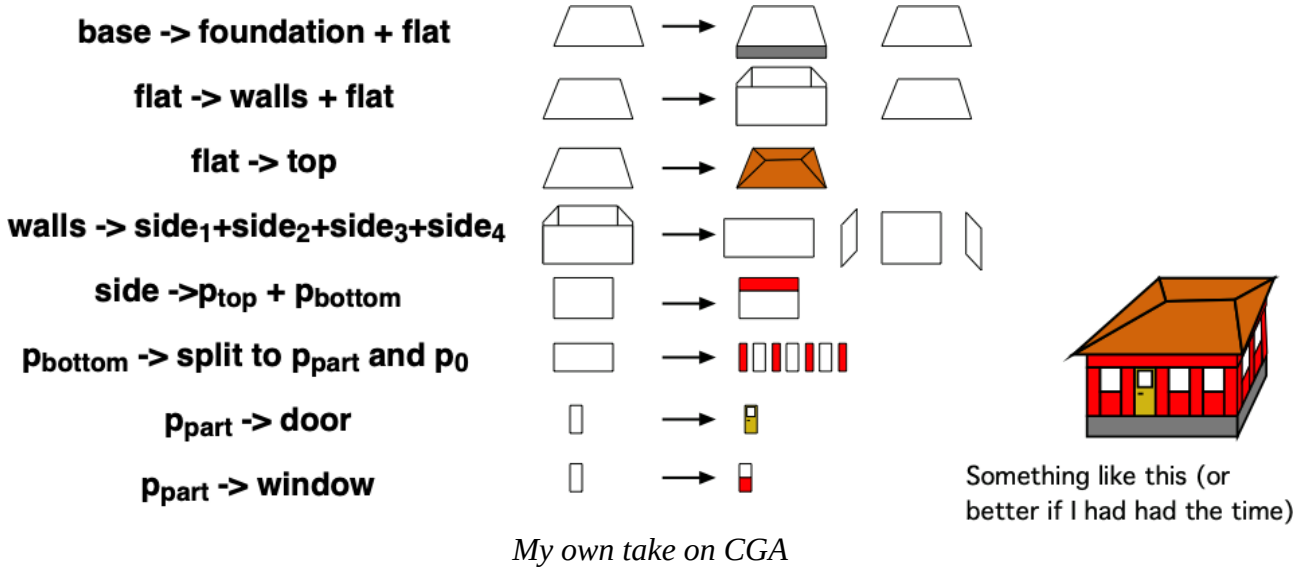 base -> foundation + flat
flat -> walls + flat
flat -> top
walls -> side1+side2+side3+side4
side ->ptop + pbottom
pbottom -> split to ppart and p0
ppart -> door
ppart -> window
Something like this (or
better if I had had the time)
My own take on CGA